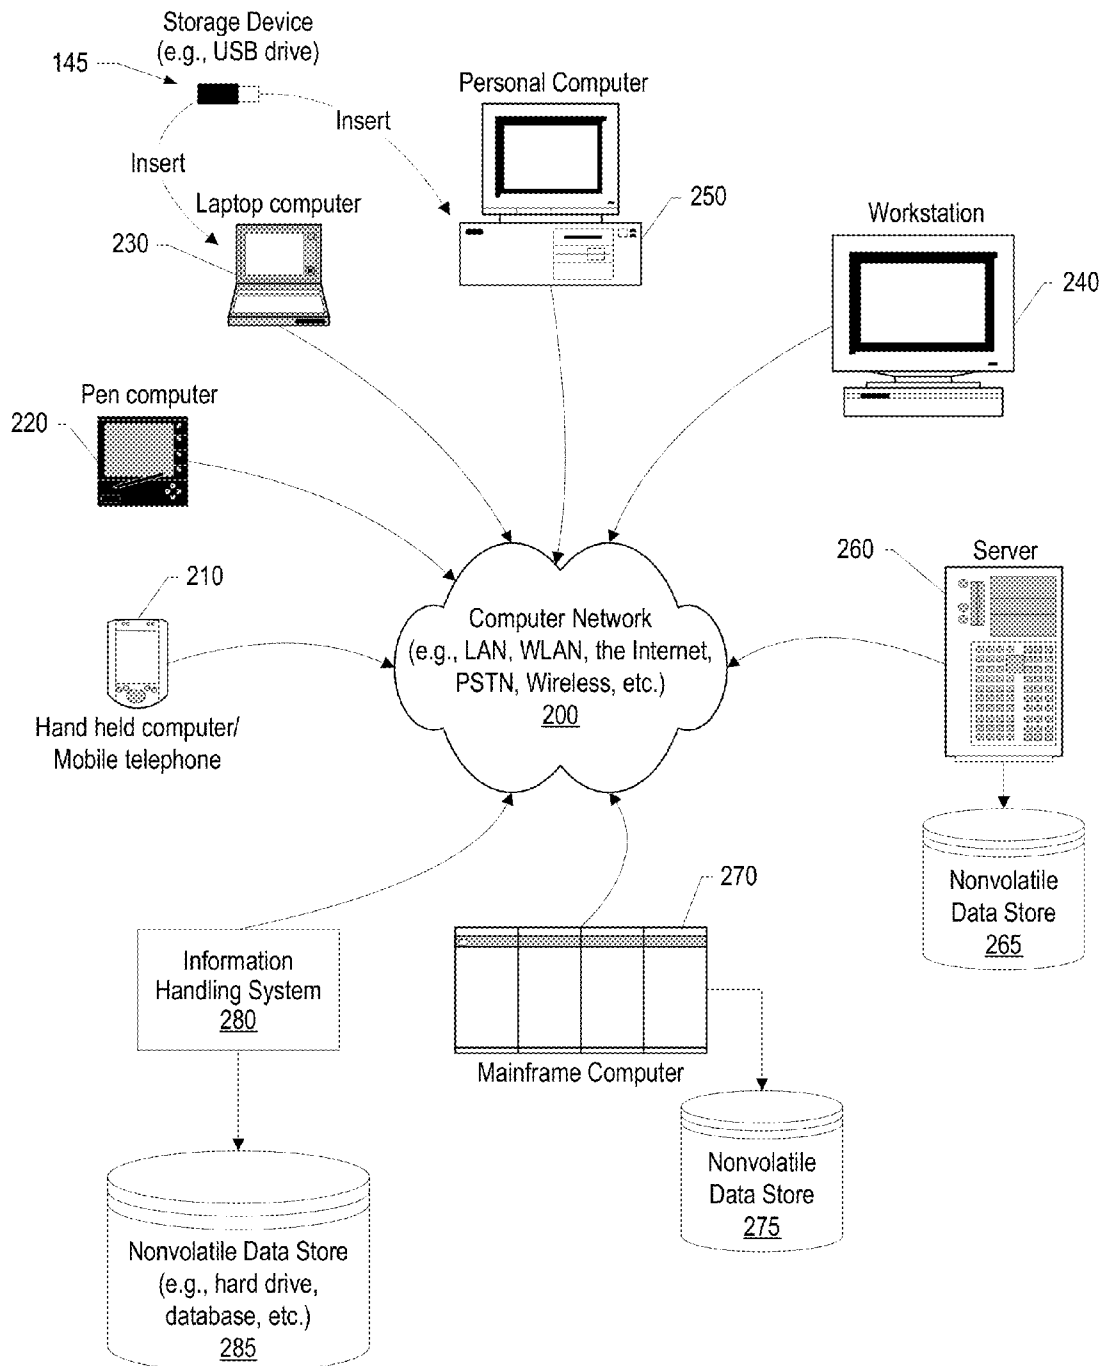 Storage Device
(e.g., USB drive)
145
Personal Computer
Insert
Insert
Laptop computer
230
250
Workstation
240
Pen computer
220
260
Server
210
Computer Network
(e.g., LAN, WLAN, the Internet,
PSTN, Wireless, etc.)
200
Hand held computer/
Mobile telephone
270
Nonvolatile
Data Store
265
Information
Handling System
280
Mainframe Computer
Nonvolatile
Data Store
275
Nonvolatile Data Store
(e.g., hard drive,
database, etc.)
285